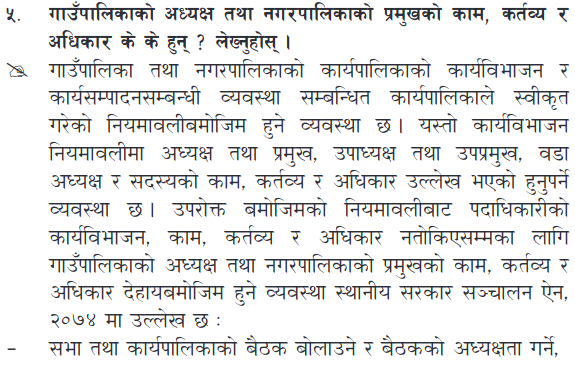 ५. गाउँपालिकाको अध्यक्ष तथा नगरपालिकाको प्रमुखको काम, कर्तव्य र
अधिकार के के हुन् ? लेख्नुहोस् ।
गाउँपालिका तथा नगरपालिकाको कार्यपालिकाको कार्यविभाजन र
कार्यसम्पादनसम्बन्धी व्यवस्था सम्बन्धित कार्यपालिकाले स्वीकृत
गरेको नियमावलीबमोजिम हुने व्यवस्था छ । यस्तो कार्यविभाजन
नियमावलीमा अध्यक्ष तथा प्रमुख, उपाध्यक्ष तथा उपप्रमुख, वडा
अध्यक्ष र सदस्यको काम, कर्तव्य र अधिकार उल्लेख भएको हुनुपर्ने
व्यवस्था छ । उपरोक्त बमोजिमको नियमावलीबाट पदाधिकारीको
कार्यविभाजन, काम, कर्तव्य र अधिकार नतोकिएसम्मका लागि
गाउँपालिकाको अध्यक्ष तथा नगरपालिकाको प्रमुखको काम, कर्तव्य र
अधिकार देहायबमोजिम हुने व्यवस्था स्थानीय सरकार सञ्चालन ऐन,
२०७४ मा उल्लेख छ :
– सभा तथा कार्यपालिकाको बैठक बोलाउने र बैठकको अध्यक्षता गर्ने,